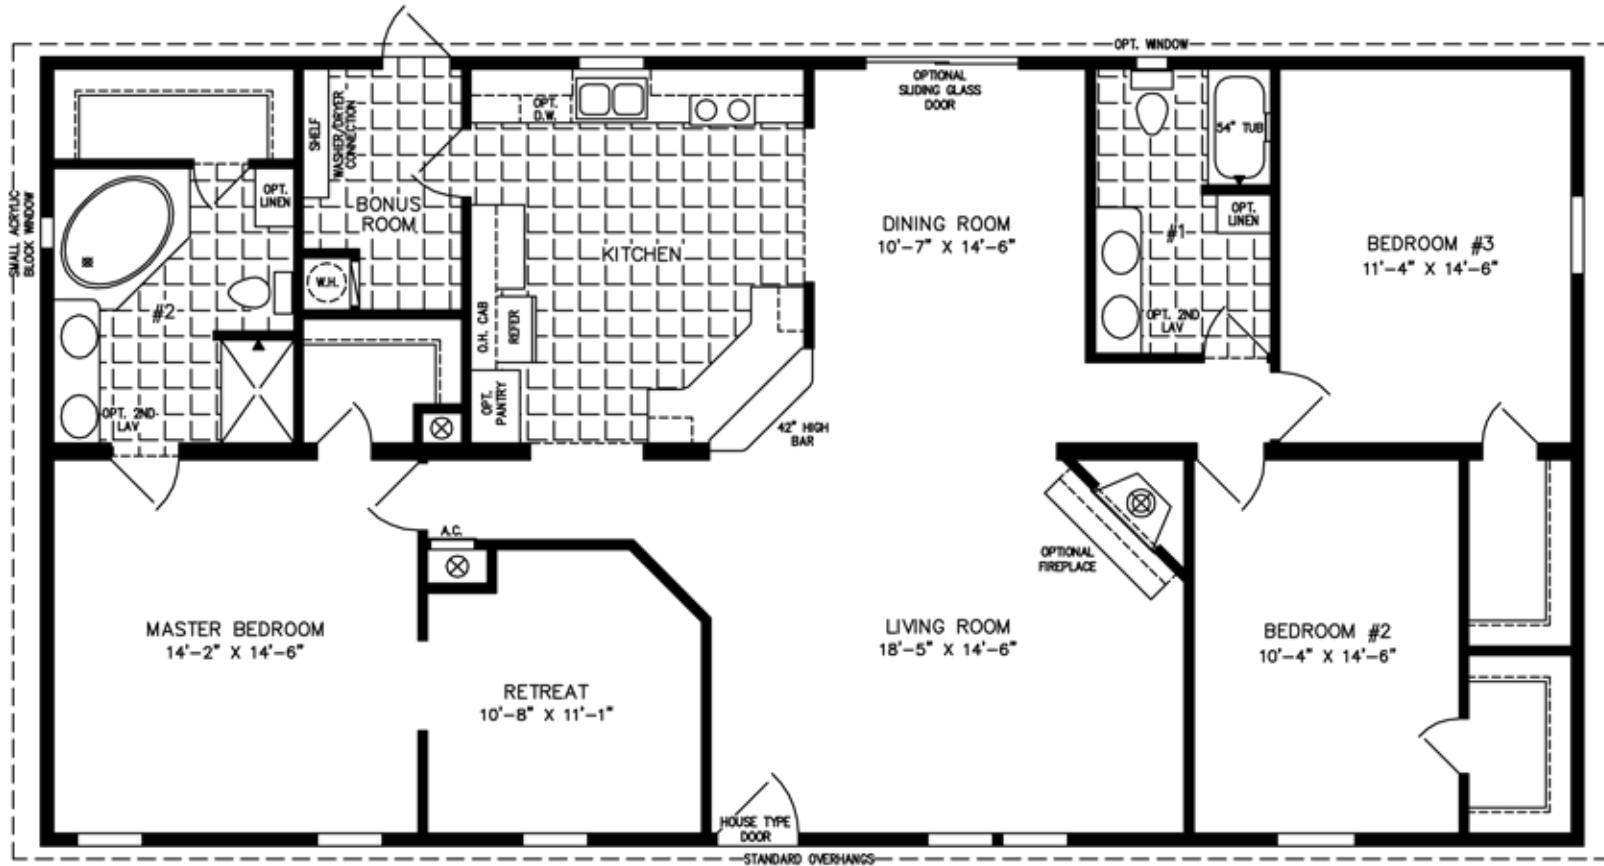 OPT. WINDOW
OPTIONAL
SLIDING GLASS
DOOR
SHELF
WASHER/DRYER
CONNECTION
OPT.
D.W.
54" TUB
SMALL ACRYLIC
BLOCK WINDOW
OPT.
LINEN
BONUS
ROOM
KITCHEN
DINING ROOM
10'-7" X 14'-6"
#1
OPT.
LINEN
BEDROOM #3
11'-4" X 14'-6"
W.H.
#2
O.H. CAB
REFER
OPT. 2ND
LAV
OPT.
PANTRY
OPT. 2ND
LAV
42" HIGH
BAR
A.C.
OPTIONAL
FIREPLACE
MASTER BEDROOM
14'-2" X 14'-6"
LIVING ROOM
18'-5" X 14'-6"
BEDROOM #2
10'-4" X 14'-6"
RETREAT
10'-8" X 11'-1"
HOUSE TYPE
DOOR
STANDARD OVERHANGS